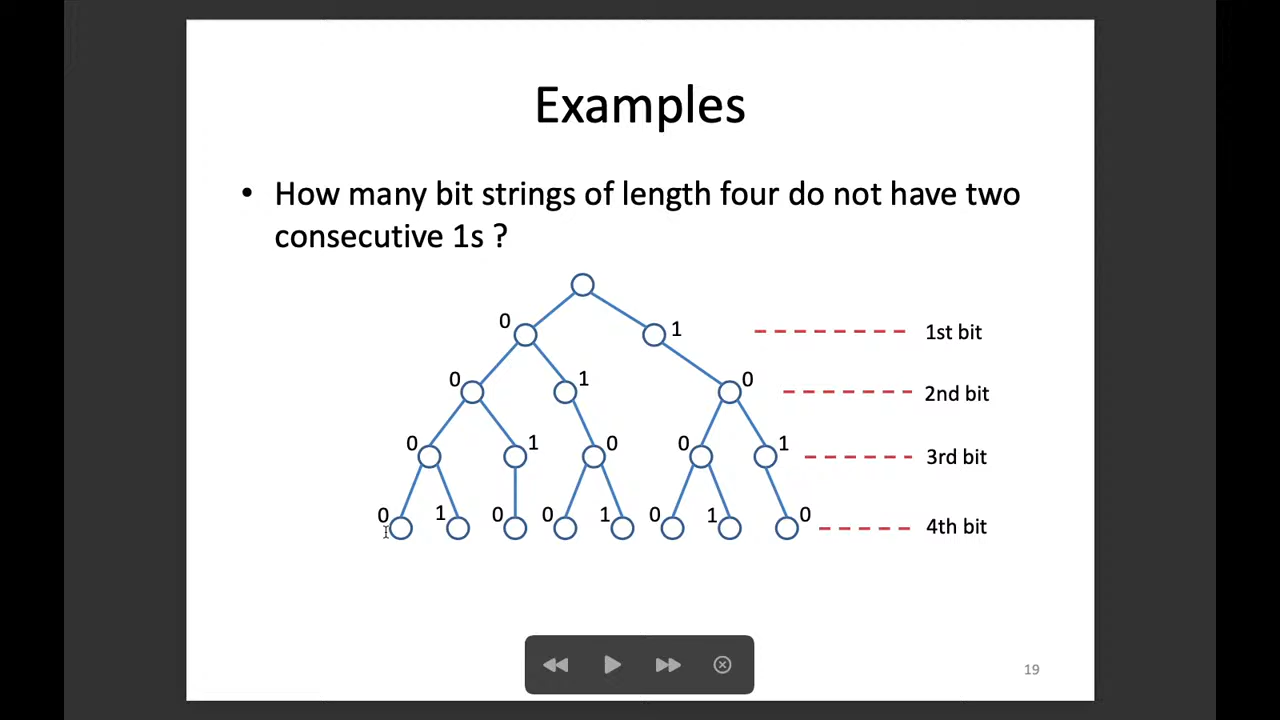 Examples
• How many bit strings of length four do not have two
consecutive 1s ?
0 1 1st bit
0 1 0 2nd bit
0 1 0 0 1 3rd bit
0 1 0 0 1 0 1 0 4th bit
19